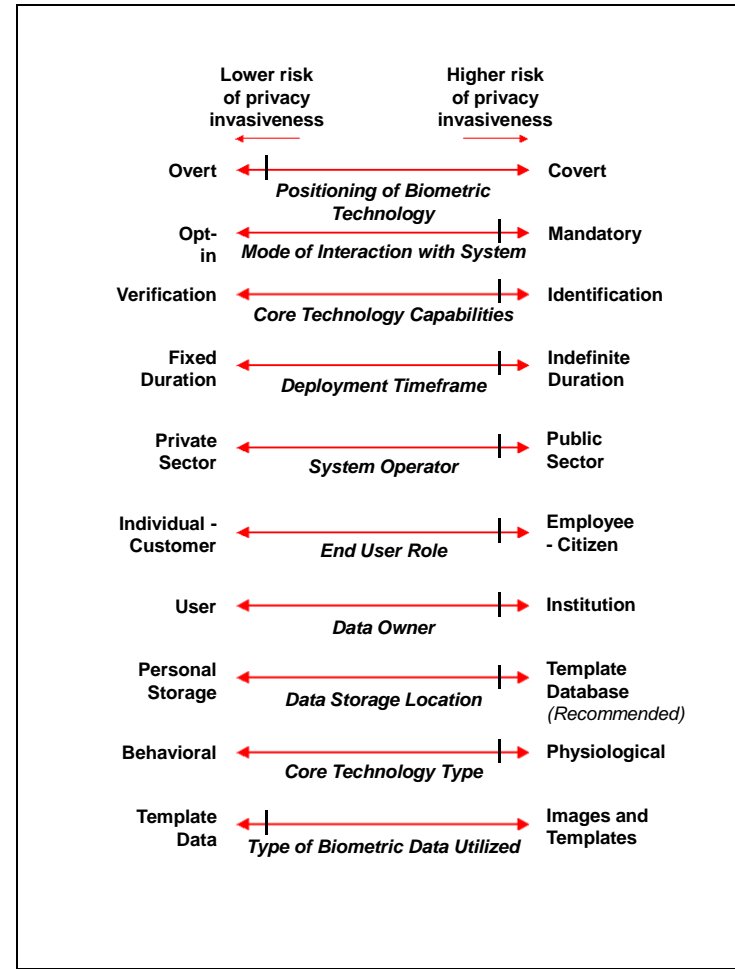 Lower risk
of privacy
invasiveness
Higher risk
of privacy
invasiveness
Overt
Covert
Positioning of Biometric
Technology
Opt-
in
Mandatory
Mode of Interaction with System
Verification
Identification
Core Technology Capabilities
Fixed
Duration
Indefinite
Duration
Deployment Timeframe
Private
Sector
Public
Sector
System Operator
Individual -
Customer
Employee
- Citizen
End User Role
User
Institution
Data Owner
Personal
Storage
Template
Database
(Recommended)
Data Storage Location
Behavioral
Physiological
Core Technology Type
Template
Data
Images and
Templates
Type of Biometric Data Utilized